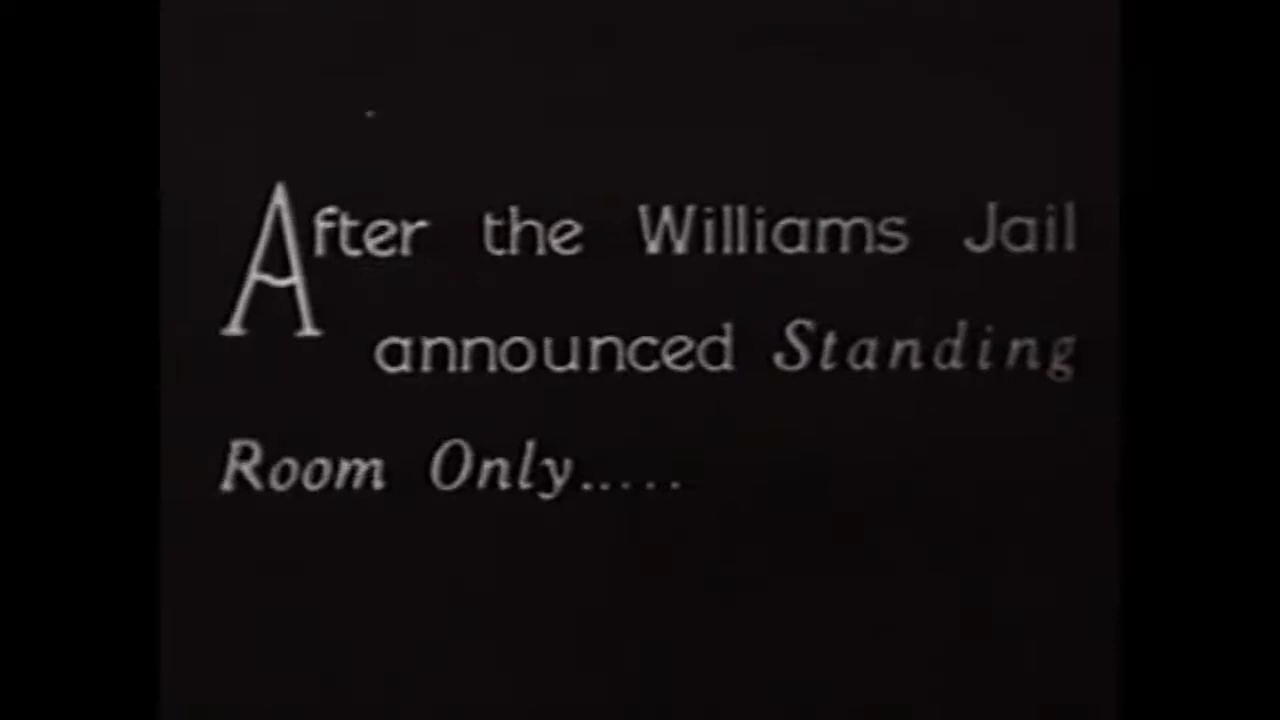 After the Williams Jail
announced Standing
Room Only.....